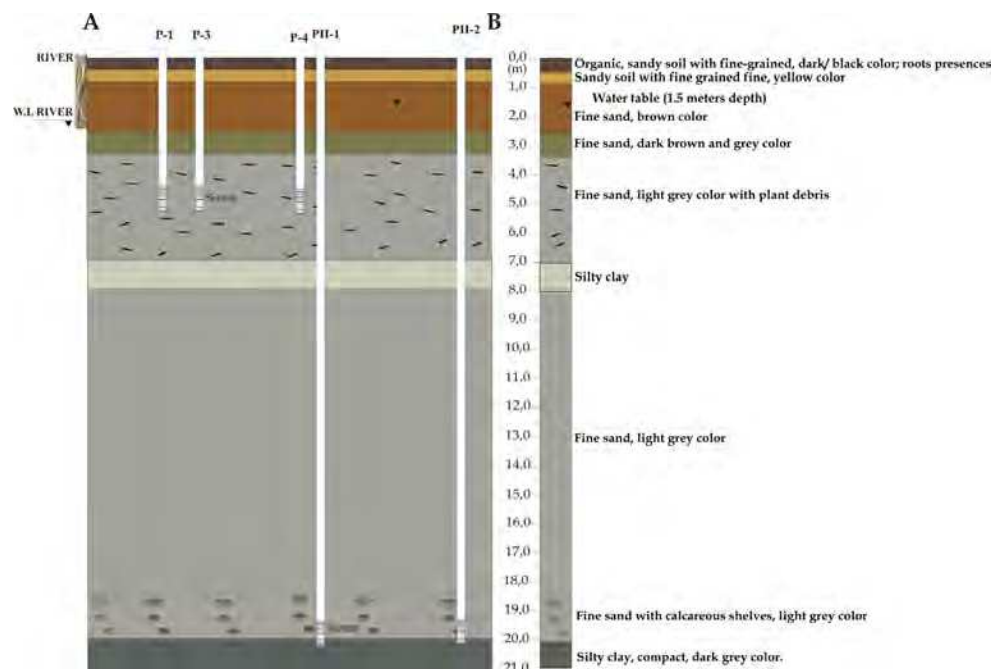 A
B
P-1
P-3
P-4
PII-1
PII-2
RIVER
W.L RIVER
0,0
(m)
1,0
2,0
3,0
4,0
5,0
6,0
7,0
8,0
9,0
10,0
11,0
12,0
13,0
14,0
15,0
16,0
17,0
18,0
19,0
20,0
21,0
Organic, sandy soil with fine-grained, dark/ black color; roots presences
Sandy soil with fine grained fine, yellow color
Water table (1.5 meters depth)
Fine sand, brown color
Fine sand, dark brown and grey color
Fine sand, light grey color with plant debris
Silty clay
Fine sand, light grey color
Fine sand with calcareous shelves, light grey color
Silty clay, compact, dark grey color.